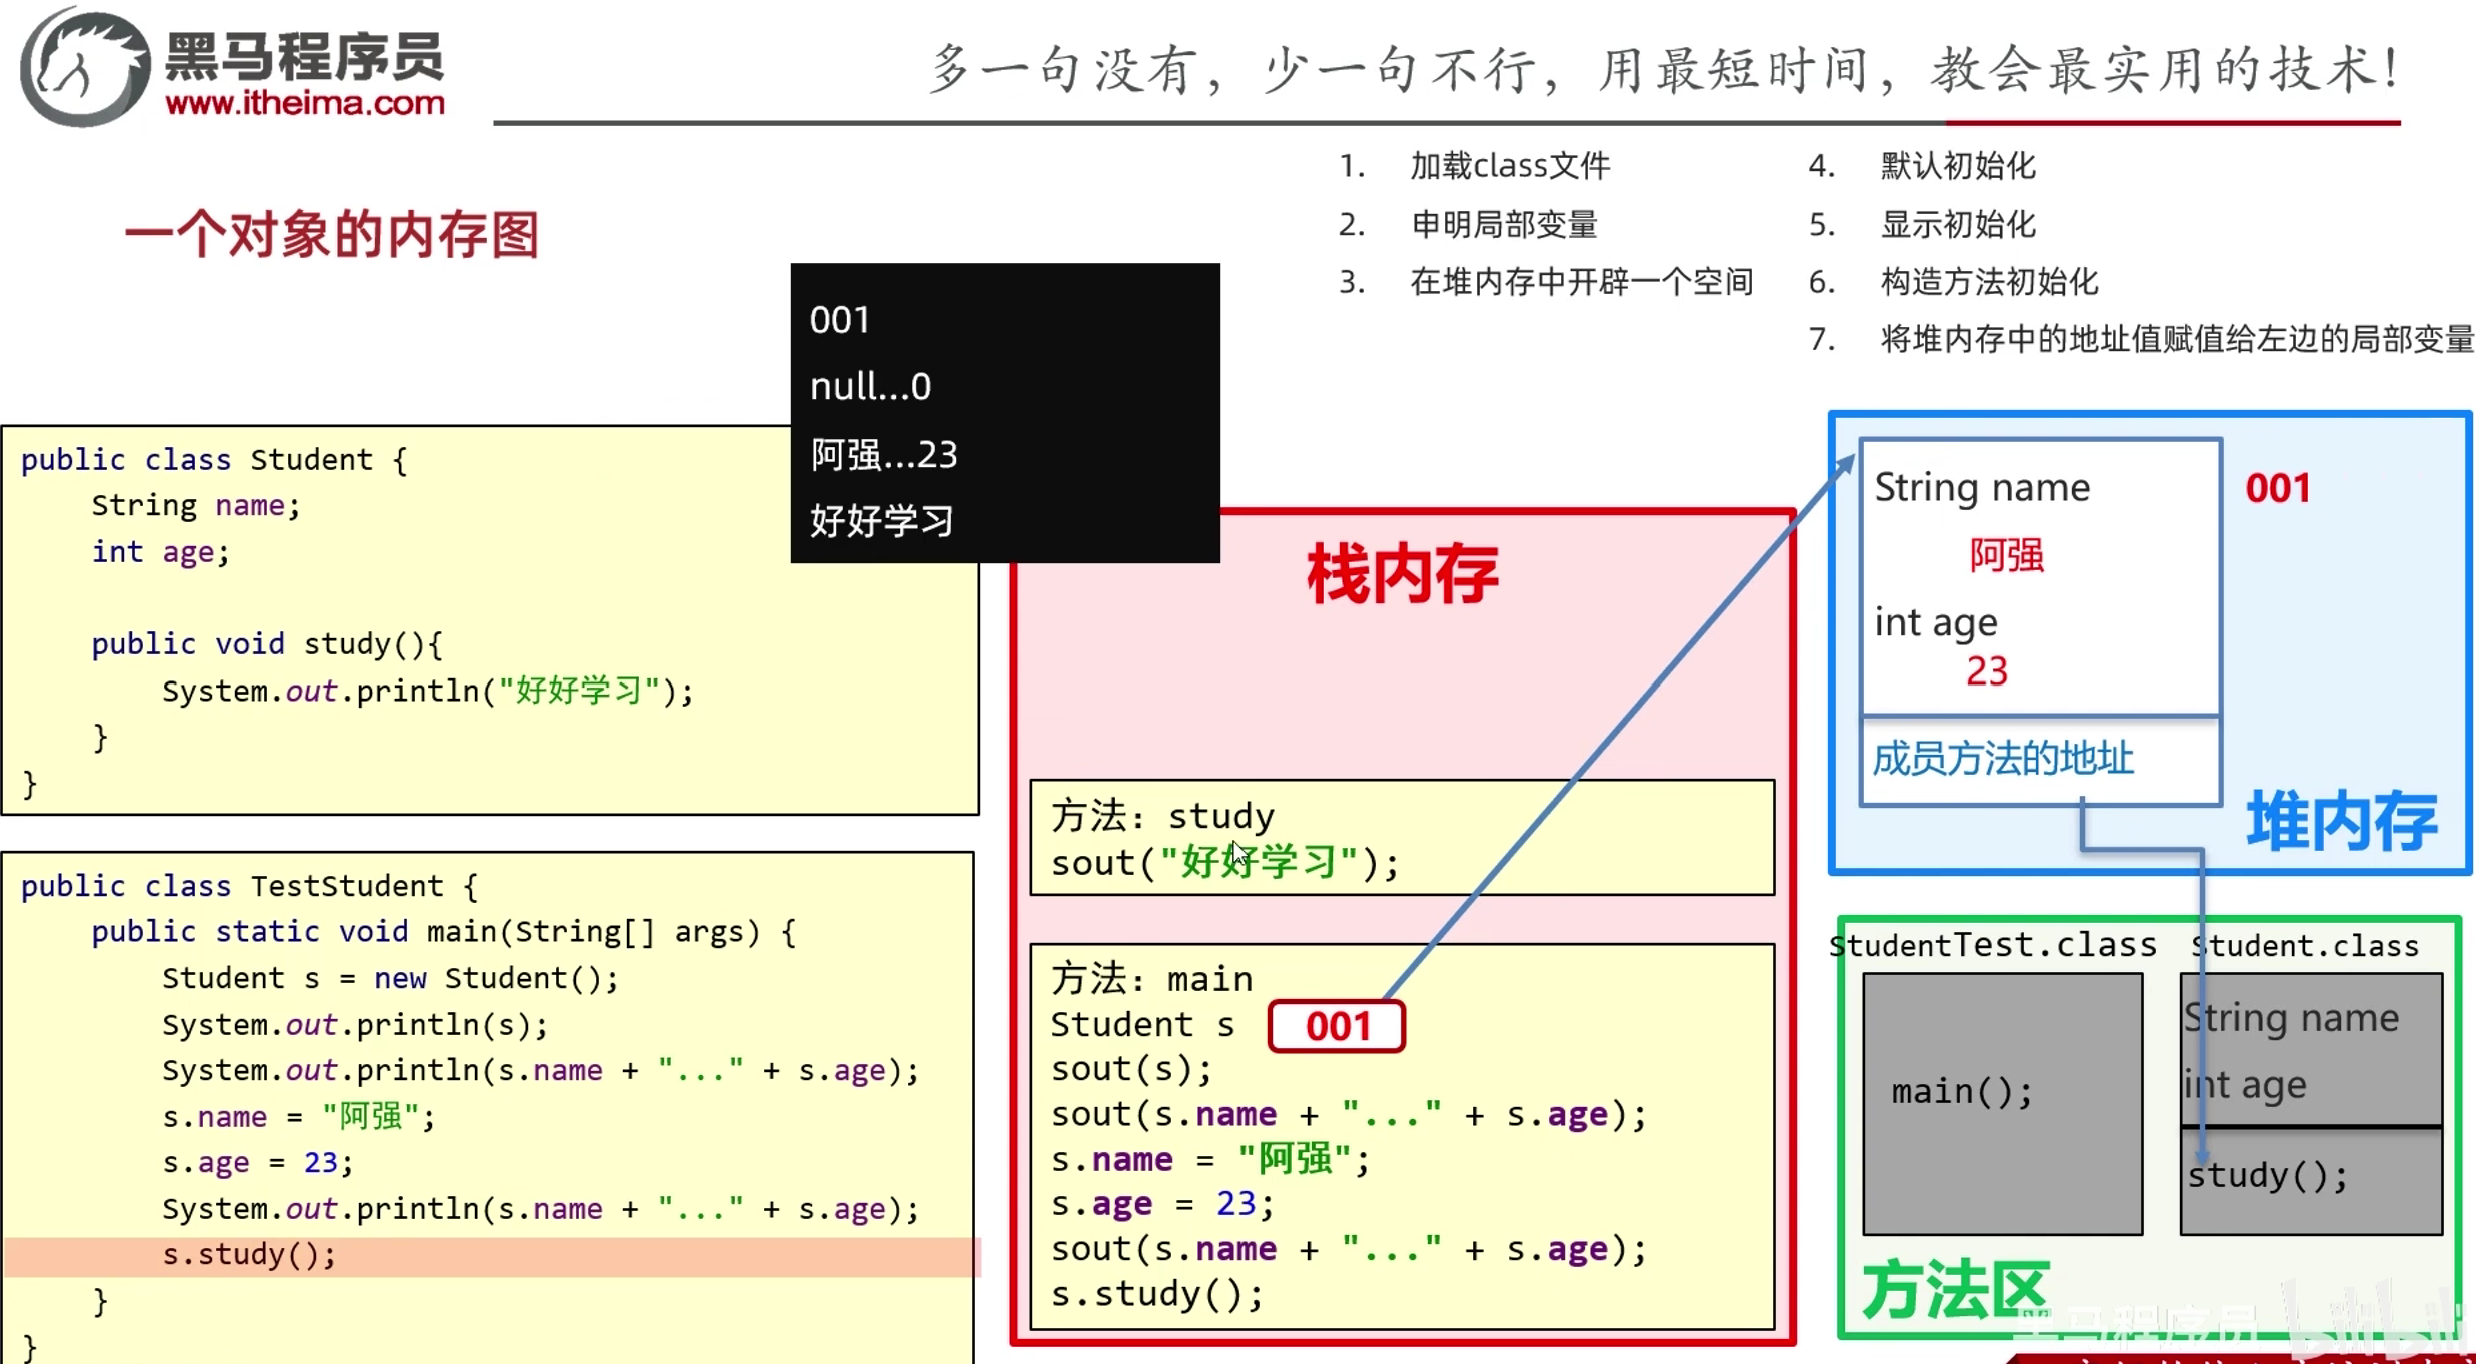 黑马程序员
www.itheima.com
多一句没有，少一句不行，用最短时间，教会最实用的技术！
一个对象的内存图
1. 加载class文件
2. 申明局部变量
3. 在堆内存中开辟一个空间
4. 默认初始化
5. 显示初始化
6. 构造方法初始化
7. 将堆内存中的地址值赋值给左边的局部变量
001
null...0
阿强...23
好好学习
public class Student {
String name;
int age;
public void study(){
System.out.println("好好学习");
}
}
public class TestStudent {
public static void main(String[] args) {
Student s = new Student();
System.out.println(s);
System.out.println(s.name + "..." + s.age);
s.name = "阿强";
s.age = 23;
System.out.println(s.name + "..." + s.age);
s.study();
}
}
栈内存
方法：study
sout("好好学习");
方法：main
Student s 001
sout(s);
sout(s.name + "..." + s.age);
s.name = "阿强";
s.age = 23;
sout(s.name + "..." + s.age);
s.study();
String name
阿强
int age
23
成员方法的地址
001
堆内存
StudentTest.class
main();
Student.class
String name
int age
study();
方法区
黑马程序员
bilibili